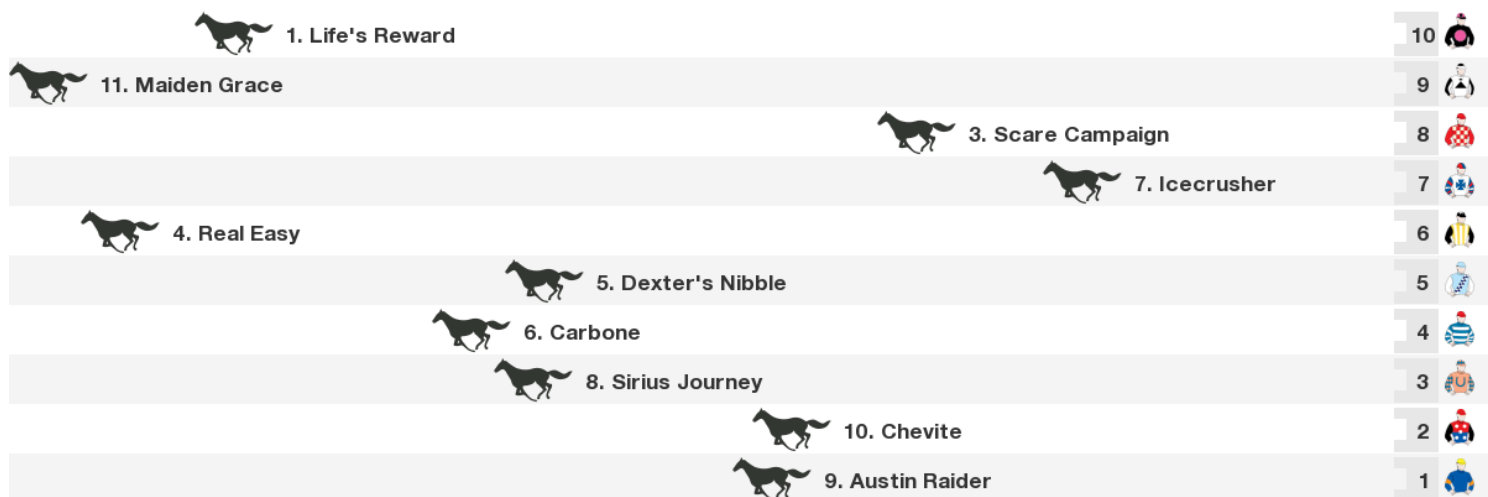 1. Life's Reward 10
11. Maiden Grace 9
3. Scare Campaign 8
7. Icecrusher 7
4. Real Easy 6
5. Dexter's Nibble 5
6. Carbone 4
8. Sirius Journey 3
10. Chevite 2
9. Austin Raider 1